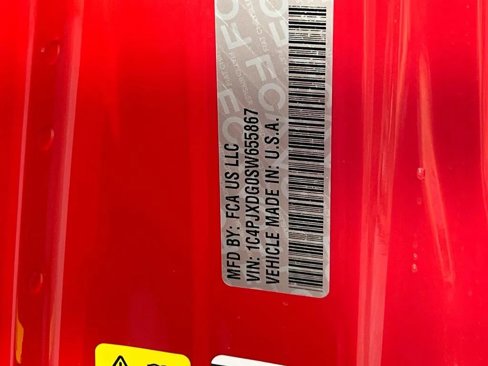 MFD BY: FCA US LLC
VIN: 1C4PJXDG0SW655867
VEHICLE MADE IN: U.S.A.